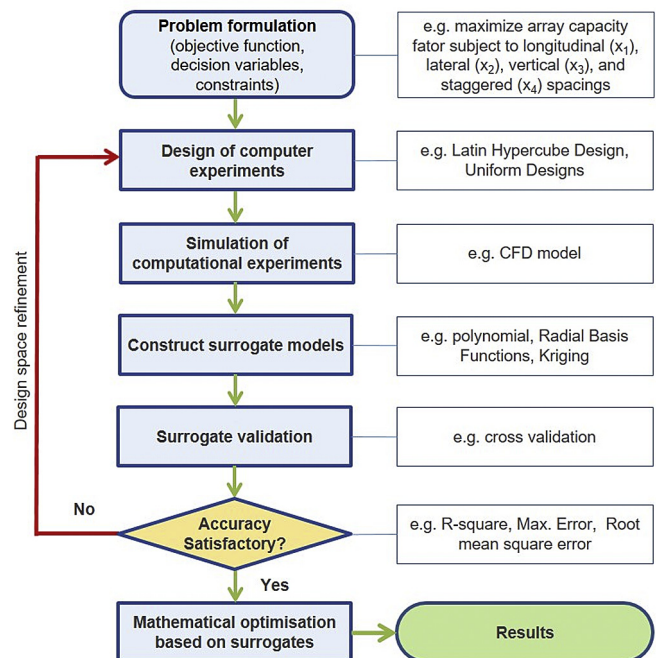 Problem formulation
(objective function,
decision variables,
constraints)
e.g. maximize array capacity
fator subject to longitudinal (x₁),
lateral (x₂), vertical (x₃), and
staggered (x₄) spacings
Design of computer
experiments
e.g. Latin Hypercube Design,
Uniform Designs
Simulation of
computational experiments
e.g. CFD model
Design space refinement
Construct surrogate models
e.g. polynomial, Radial Basis
Functions, Kriging
Surrogate validation
e.g. cross validation
No
Accuracy
Satisfactory?
e.g. R-square, Max. Error, Root
mean square error
Yes
Mathematical optimisation
based on surrogates
Results